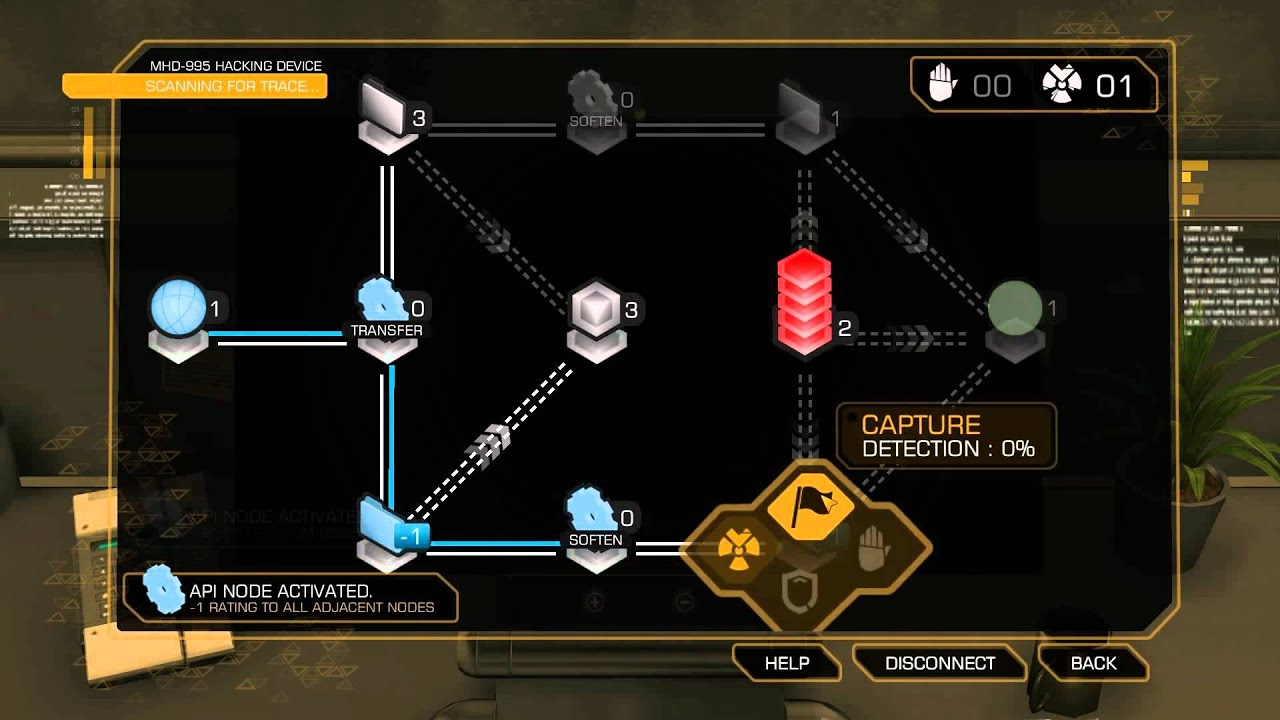 MHD-995 HACKING DEVICE
SCANNING FOR TRACE...
00
01
3
0
SOFTEN
1
1
0
TRANSFER
3
2
1
CAPTURE
DETECTION : 0%
-1
0
SOFTEN
API NODE ACTIVATED.
-1 RATING TO ALL ADJACENT NODES
HELP
DISCONNECT
BACK